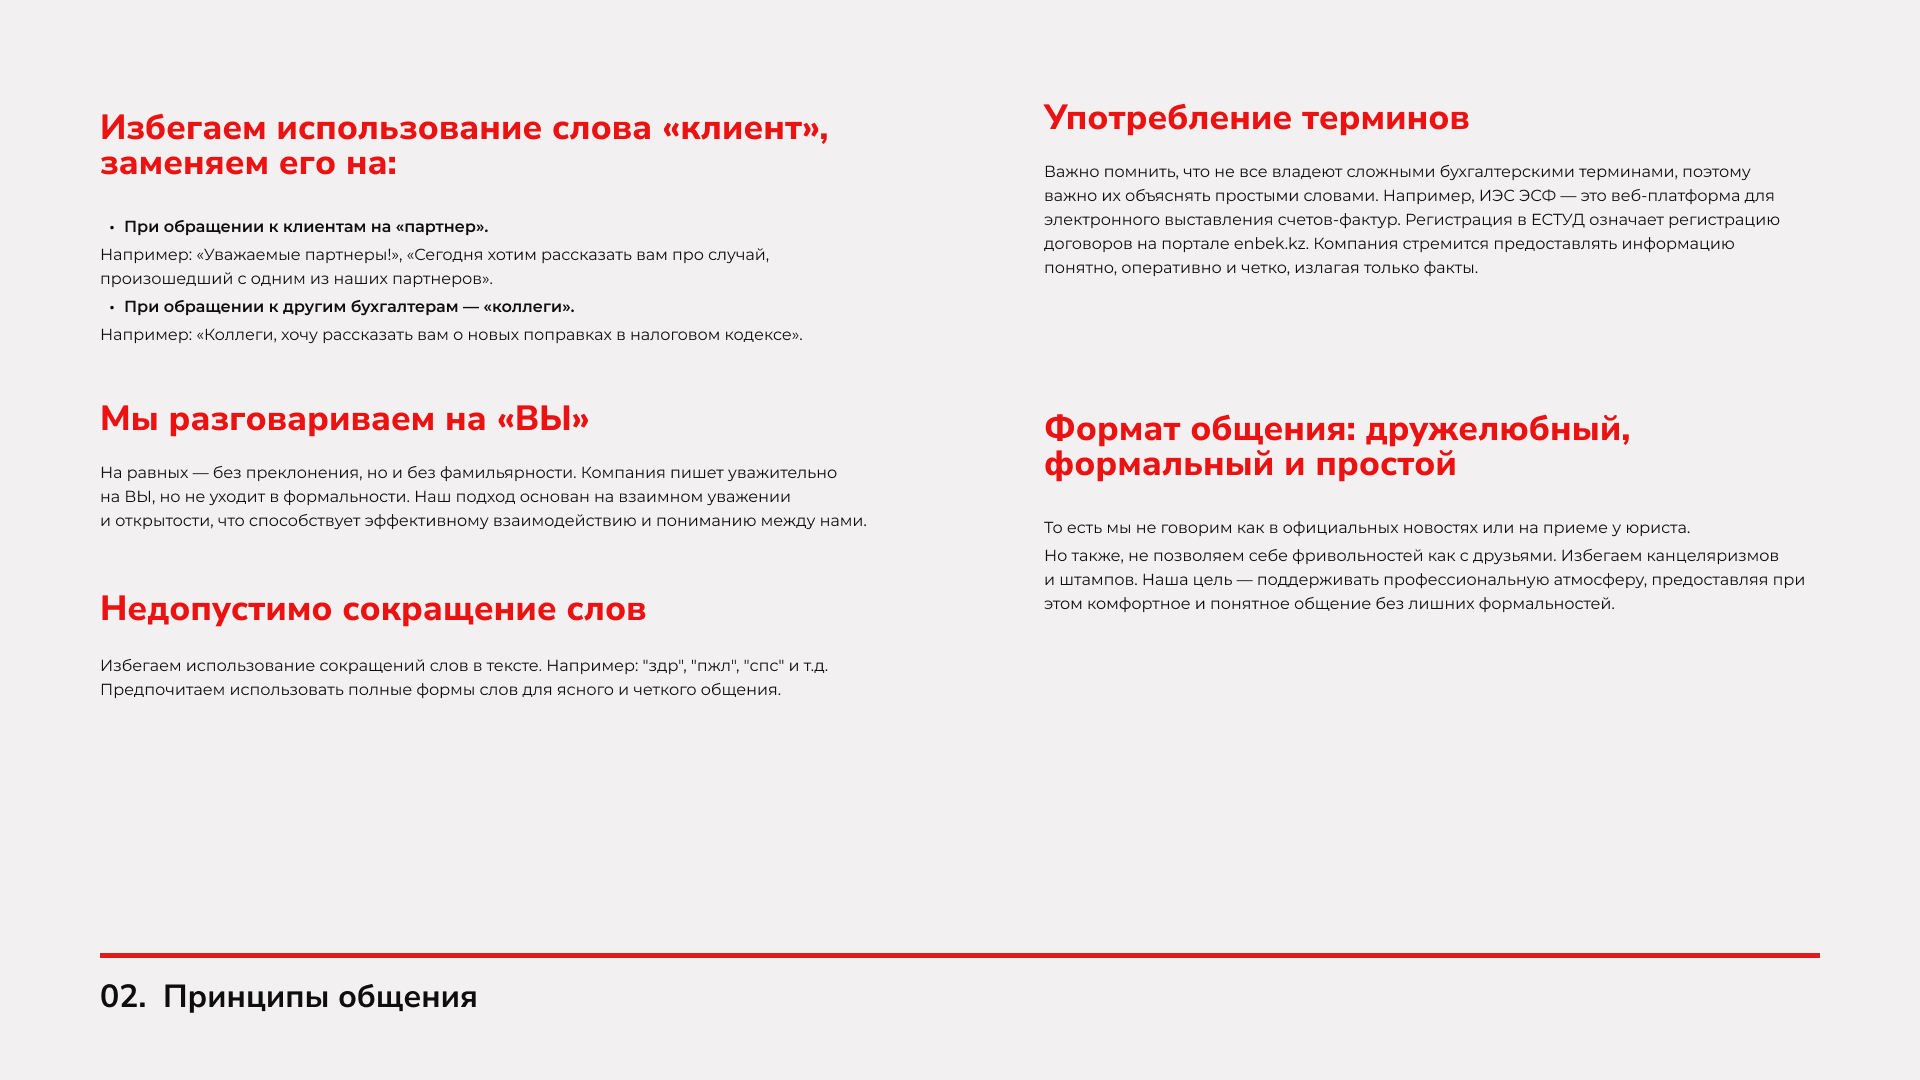 Избегаем использование слова «клиент»,
заменяем его на:
• При обращении к клиентам на «партнер».
Например: «Уважаемые партнеры!», «Сегодня хотим рассказать вам про случай,
произошедший с одним из наших партнеров».
• При обращении к другим бухгалтерам — «коллеги».
Например: «Коллеги, хочу рассказать вам о новых поправках в налоговом кодексе».
Мы разговариваем на «ВЫ»
На равных — без преклонения, но и без фамильярности. Компания пишет уважительно
на ВЫ, но не уходит в формальности. Наш подход основан на взаимном уважении
и открытости, что способствует эффективному взаимодействию и пониманию между нами.
Недопустимо сокращение слов
Избегаем использование сокращений слов в тексте. Например: "здр", "пжл", "спс" и т.д.
Предпочитаем использовать полные формы слов для ясного и четкого общения.
Употребление терминов
Важно помнить, что не все владеют сложными бухгалтерскими терминами, поэтому
важно их объяснять простыми словами. Например, ИЭС ЭСФ — это веб-платформа для
электронного выставления счетов-фактур. Регистрация в ЕСТУД означает регистрацию
договоров на портале enbek.kz. Компания стремится предоставлять информацию
понятно, оперативно и четко, излагая только факты.
Формат общения: дружелюбный,
формальный и простой
То есть мы не говорим как в официальных новостях или на приеме у юриста.
Но также, не позволяем себе фривольностей как с друзьями. Избегаем канцеляризмов
и штампов. Наша цель — поддерживать профессиональную атмосферу, предоставляя при
этом комфортное и понятное общение без лишних формальностей.
02. Принципы общения